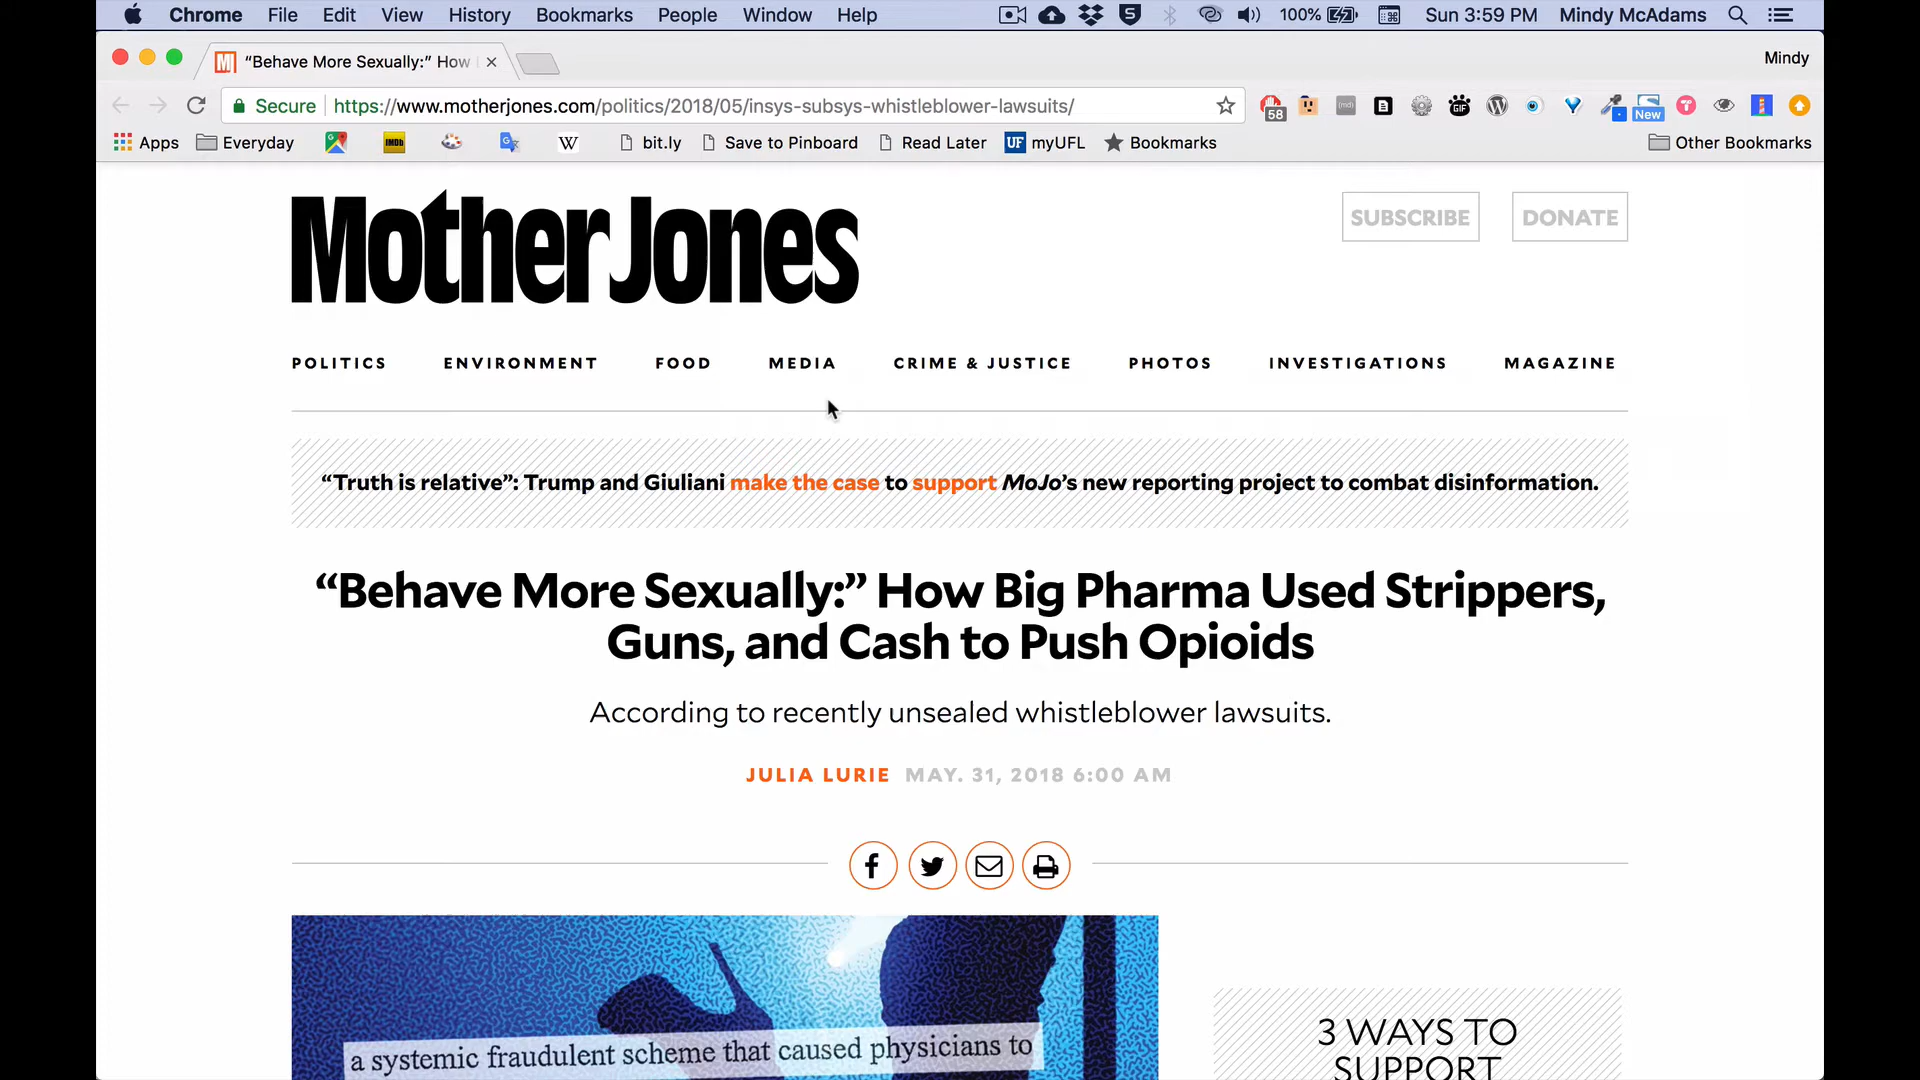 Chrome File Edit View History Bookmarks People Window Help 100% Sun 3:59 PM Mindy McAdams
“Behave More Sexually:” How
Mindy
Secure https://www.motherjones.com/politics/2018/05/insys-subsys-whistleblower-lawsuits/
58
New
Apps Everyday IMDb W bit.ly Save to Pinboard Read Later UF myUFL Bookmarks Other Bookmarks
Mother Jones
SUBSCRIBE DONATE
POLITICS ENVIRONMENT FOOD MEDIA CRIME & JUSTICE PHOTOS INVESTIGATIONS MAGAZINE
“Truth is relative”: Trump and Giuliani make the case to support MoJo’s new reporting project to combat disinformation.
“Behave More Sexually:” How Big Pharma Used Strippers,
Guns, and Cash to Push Opioids
According to recently unsealed whistleblower lawsuits.
JULIA LURIE MAY. 31, 2018 6:00 AM
a systemic fraudulent scheme that caused physicians to
3 WAYS TO
SUPPORT